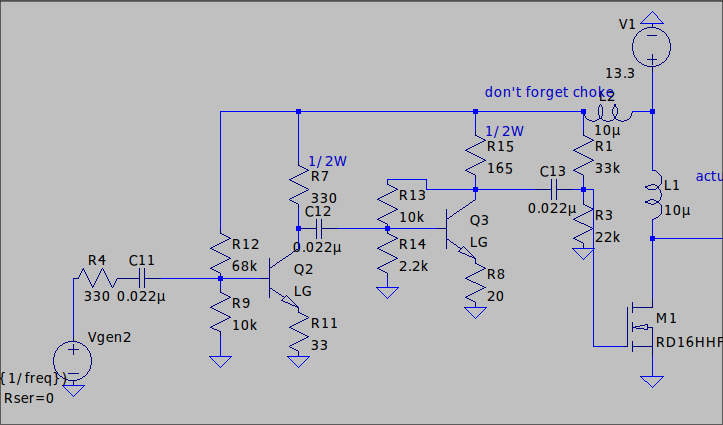 V1
13.3
don't forget choke
L2
10µ
1/2W
R15
165
R1
33k
L1
10µ
actu
1/2W
R7
330
C12
0.022µ
R13
10k
C13
0.022µ
Q3
LG
R3
22k
R12
68k
R14
2.2k
R4
330
C11
0.022µ
Q2
LG
R8
20
R9
10k
R11
33
M1
RD16HHF
Vgen2
{1/freq})
Rser=0